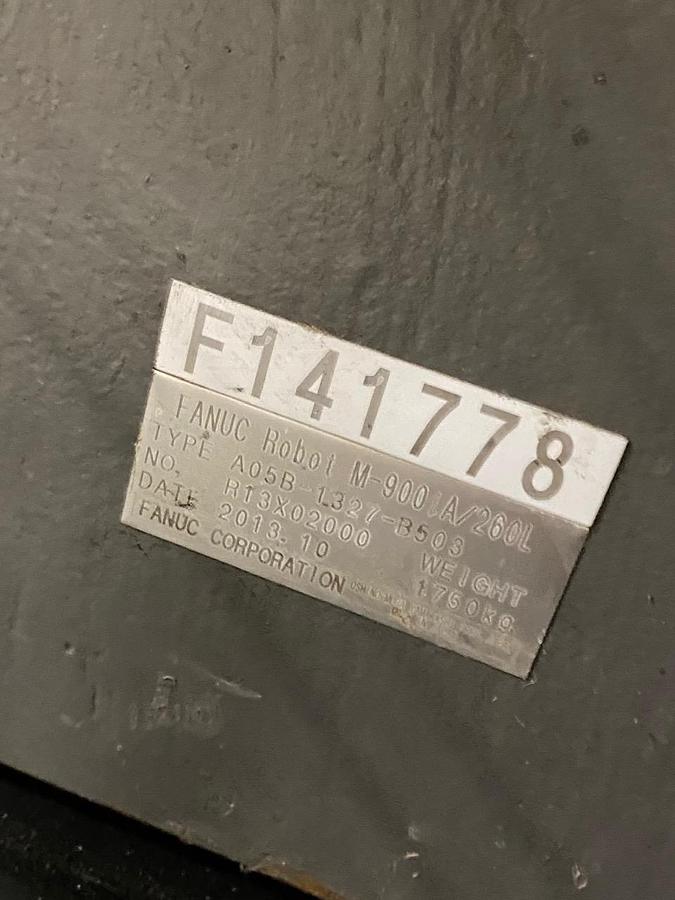 F141778
FANUC Robot M-900iA/260L
TYPE A05B-1327-B503
NO. R13X02000 WEIGHT
DATE 2013.10 1750kg
FANUC CORPORATION